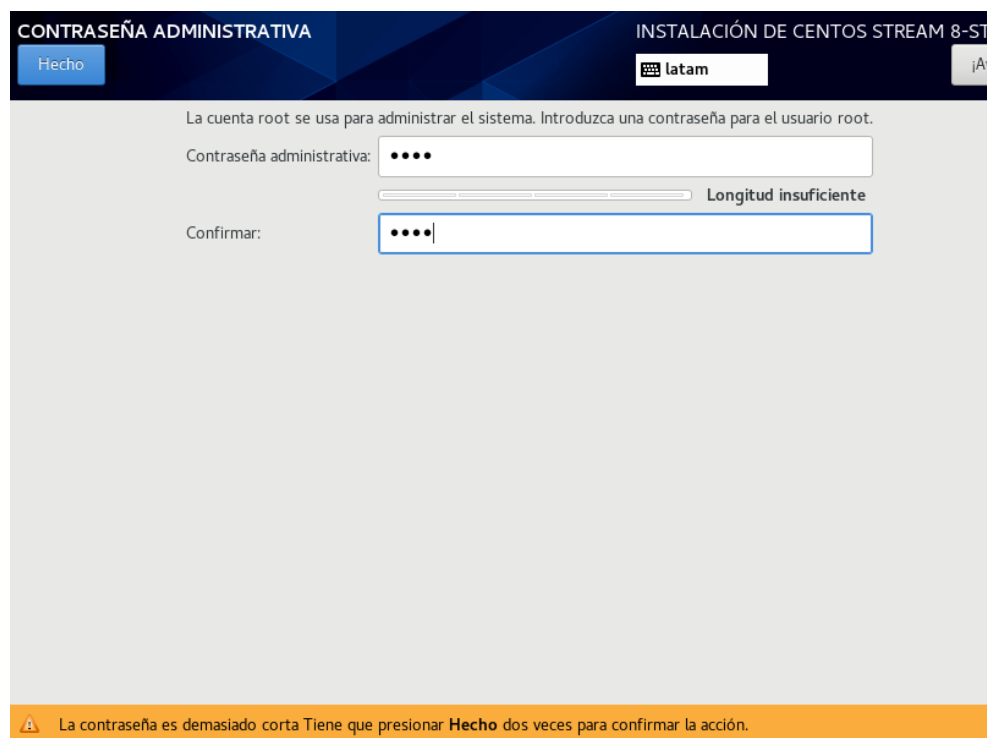 CONTRASEÑA ADMINISTRATIVA
INSTALACIÓN DE CENTOS STREAM 8-ST
Hecho
latam
¡A
La cuenta root se usa para administrar el sistema. Introduzca una contraseña para el usuario root.
Contraseña administrativa: ••••
Longitud insuficiente
Confirmar: ••••
La contraseña es demasiado corta Tiene que presionar Hecho dos veces para confirmar la acción.